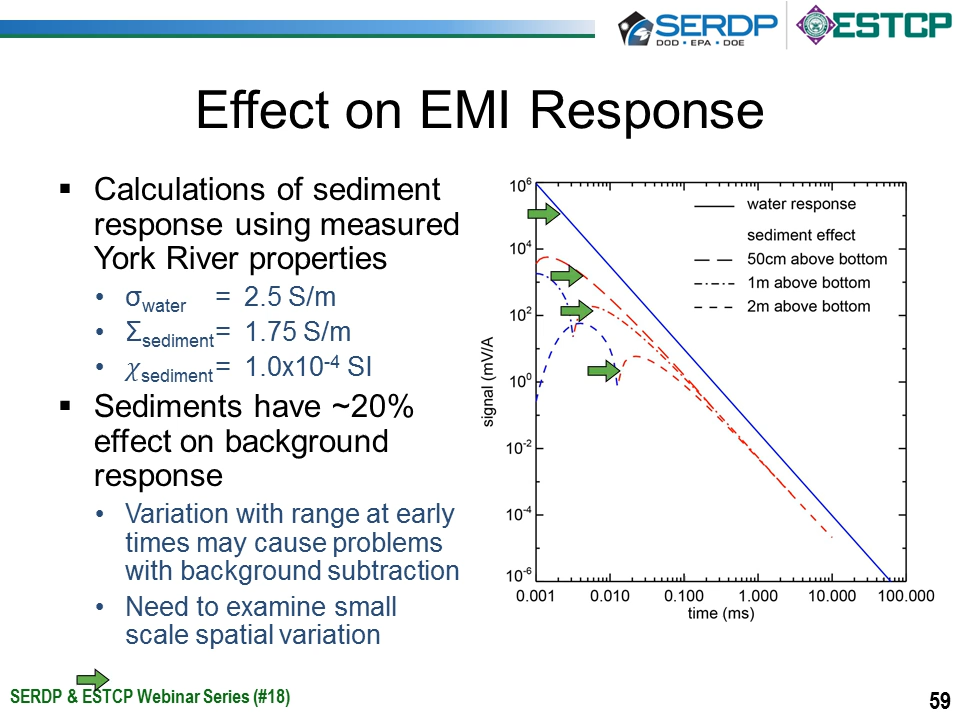 SERDP
DOD • EPA • DOE
ESTCP
Effect on EMI Response
▪ Calculations of sediment
response using measured
York River properties
• σwater = 2.5 S/m
• Σsediment = 1.75 S/m
• χsediment = 1.0x10-4 SI
▪ Sediments have ~20%
effect on background
response
• Variation with range at early
times may cause problems
with background subtraction
• Need to examine small
scale spatial variation
water response
sediment effect
50cm above bottom
1m above bottom
2m above bottom
signal (mV/A)
10^6
10^4
10^2
10^0
10^-2
10^-4
10^-6
0.001 0.010 0.100 1.000 10.000 100.000
time (ms)
SERDP & ESTCP Webinar Series (#18)
59